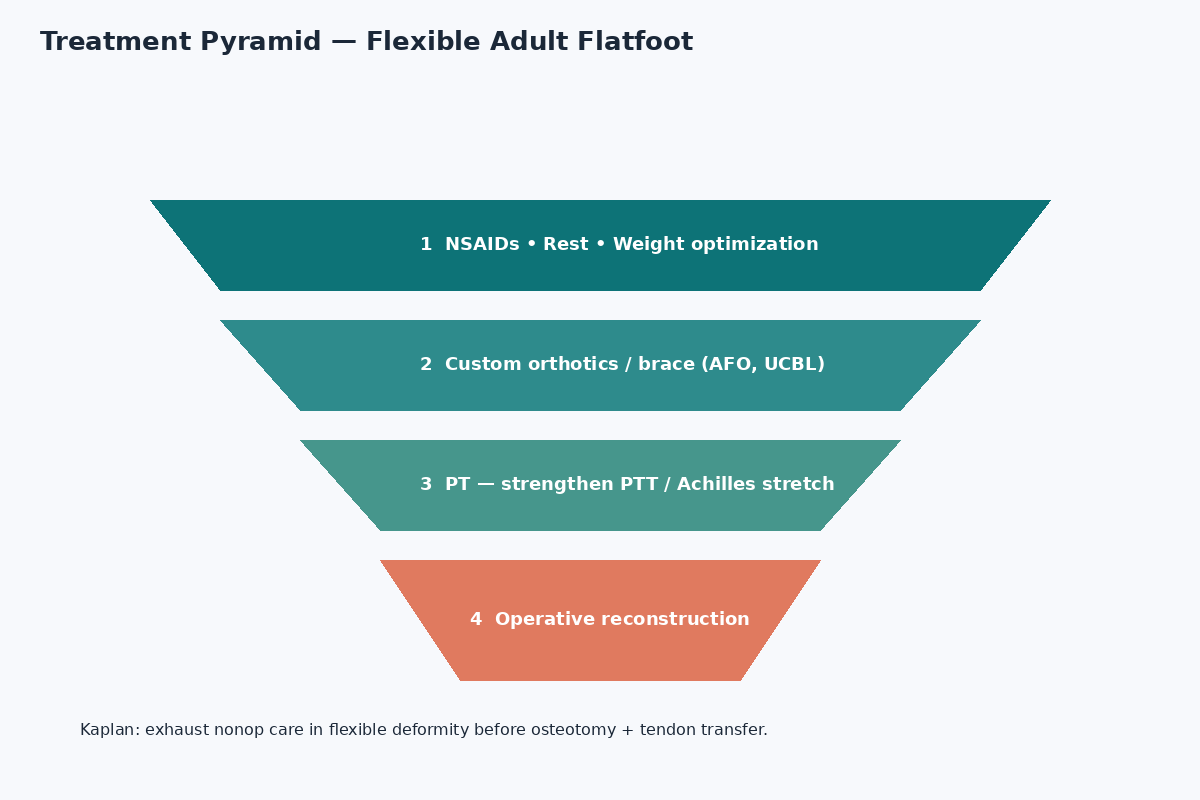 Treatment Pyramid — Flexible Adult Flatfoot
1 NSAIDs • Rest • Weight optimization
2 Custom orthotics / brace (AFO, UCBL)
3 PT — strengthen PTT / Achilles stretch
4 Operative reconstruction
Kaplan: exhaust nonop care in flexible deformity before osteotomy + tendon transfer.